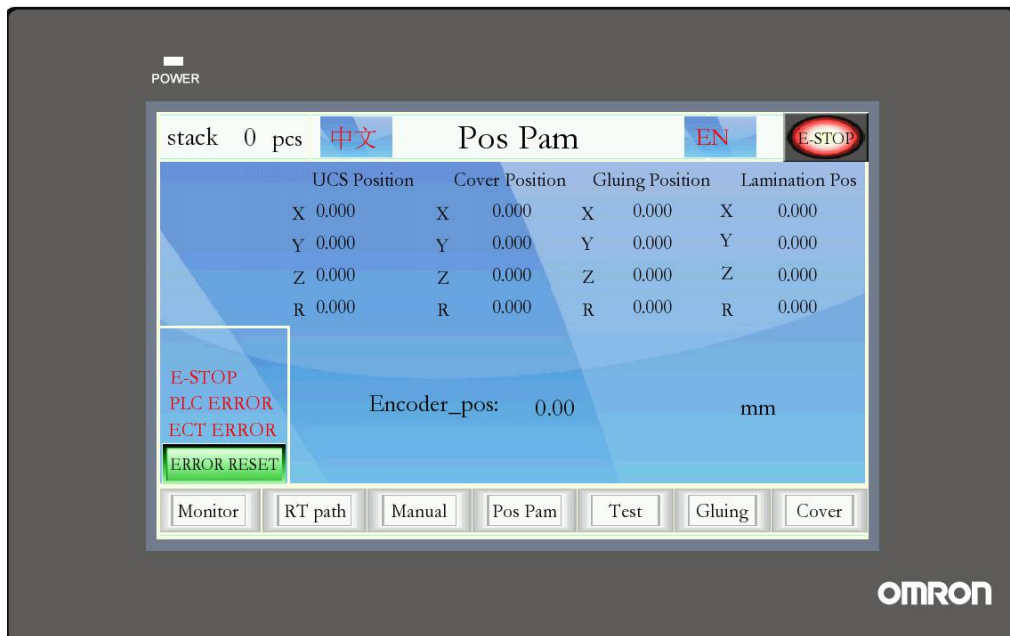 POWER
stack 0 pcs 中文 Pos Pam EN E-STOP
UCS Position Cover Position Gluing Position Lamination Pos
X 0.000 X 0.000 X 0.000 X 0.000
Y 0.000 Y 0.000 Y 0.000 Y 0.000
Z 0.000 Z 0.000 Z 0.000 Z 0.000
R 0.000 R 0.000 R 0.000 R 0.000
E-STOP
PLC ERROR
ECT ERROR
ERROR RESET
Encoder_pos: 0.00 mm
Monitor RT path Manual Pos Pam Test Gluing Cover
OMRON